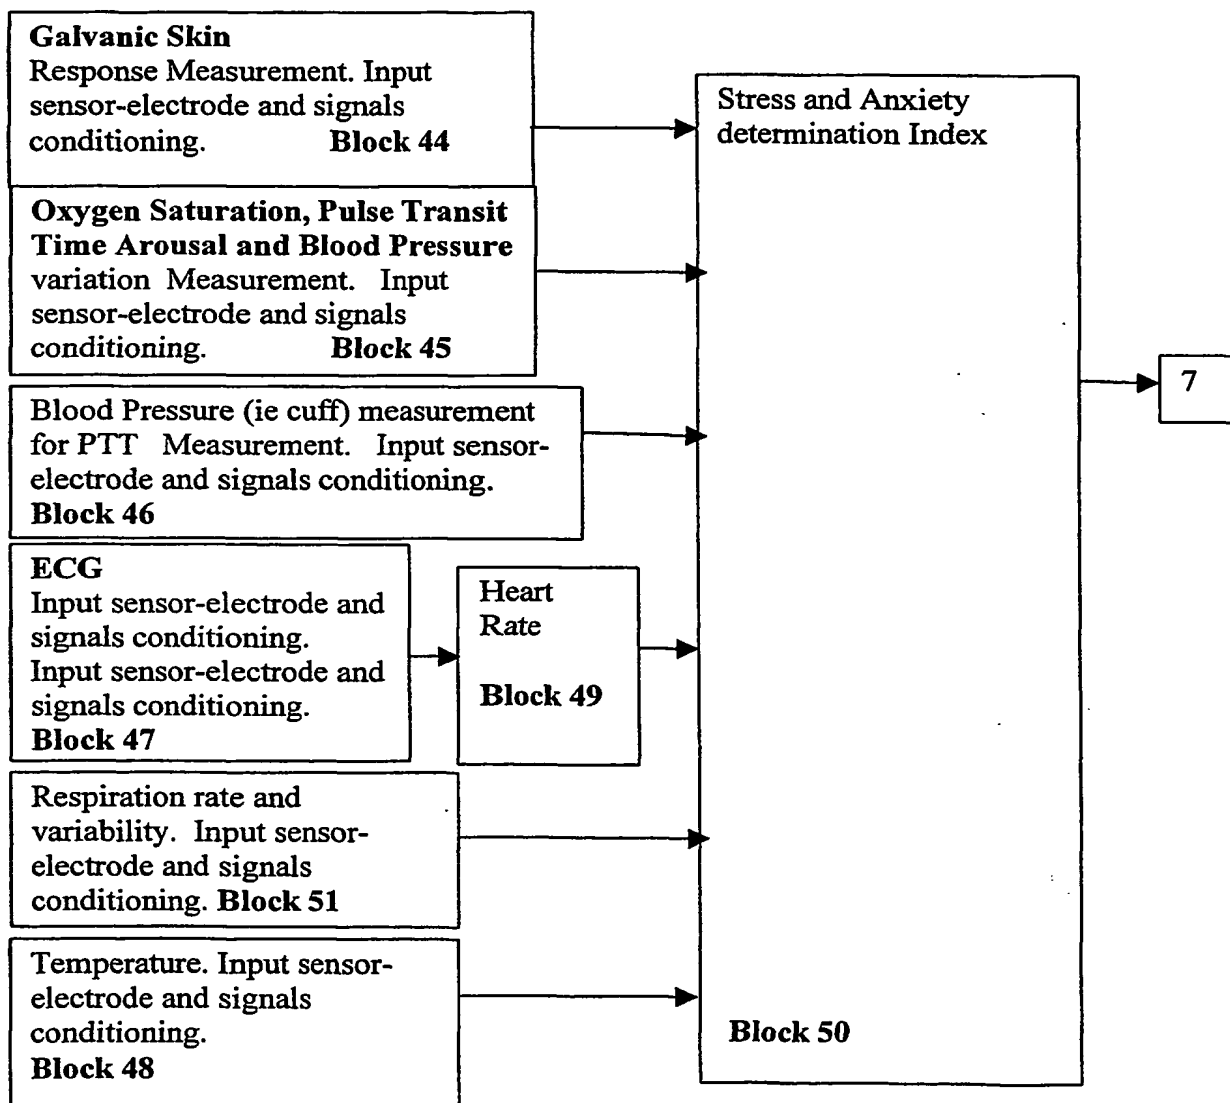 Galvanic Skin
Response Measurement. Input
sensor-electrode and signals
conditioning. Block 44
Oxygen Saturation, Pulse Transit
Time Arousal and Blood Pressure
variation Measurement. Input
sensor-electrode and signals
conditioning. Block 45
Blood Pressure (ie cuff) measurement
for PTT Measurement. Input sensor-
electrode and signals conditioning.
Block 46
ECG
Input sensor-electrode and
signals conditioning.
Input sensor-electrode and
signals conditioning.
Block 47
Heart
Rate
Block 49
Respiration rate and
variability. Input sensor-
electrode and signals
conditioning. Block 51
Temperature. Input sensor-
electrode and signals
conditioning.
Block 48
Stress and Anxiety
determination Index
Block 50
7